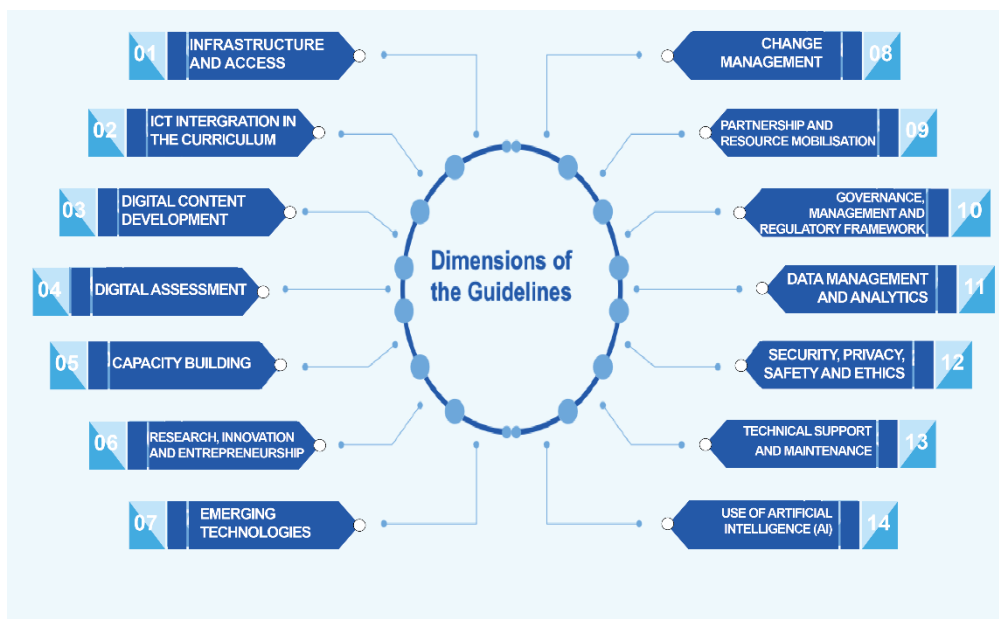 01
INFRASTRUCTURE
AND ACCESS
02
ICT INTERGRATION IN
THE CURRICULUM
03
DIGITAL CONTENT
DEVELOPMENT
04
DIGITAL ASSESSMENT
05
CAPACITY BUILDING
06
RESEARCH, INNOVATION
AND ENTREPRENEURSHIP
07
EMERGING
TECHNOLOGIES
Dimensions of
the Guidelines
CHANGE
MANAGEMENT
08
PARTNERSHIP AND
RESOURCE MOBILISATION
09
GOVERNANCE,
MANAGEMENT AND
REGULATORY FRAMEWORK
10
DATA MANAGEMENT
AND ANALYTICS
11
SECURITY, PRIVACY,
SAFETY AND ETHICS
12
TECHNICAL SUPPORT
AND MAINTENANCE
13
USE OF ARTIFICIAL
INTELLIGENCE (AI)
14